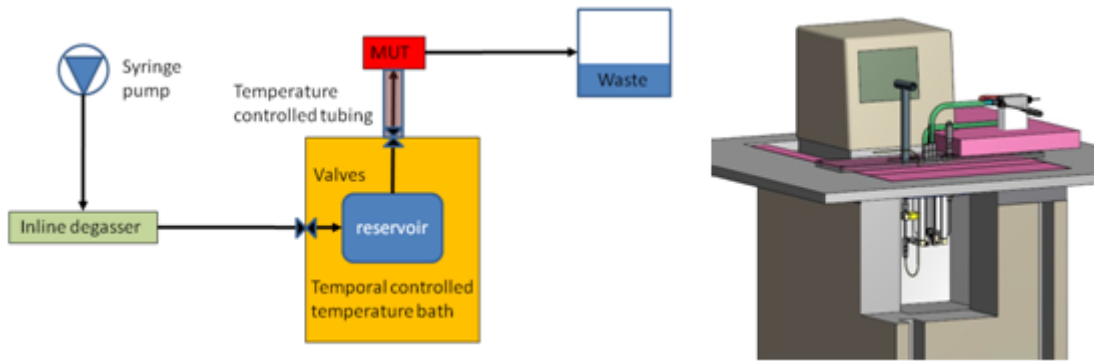 Syringe
pump
MUT
Waste
Temperature
controlled tubing
Valves
Inline degasser
reservoir
Temporal controlled
temperature bath